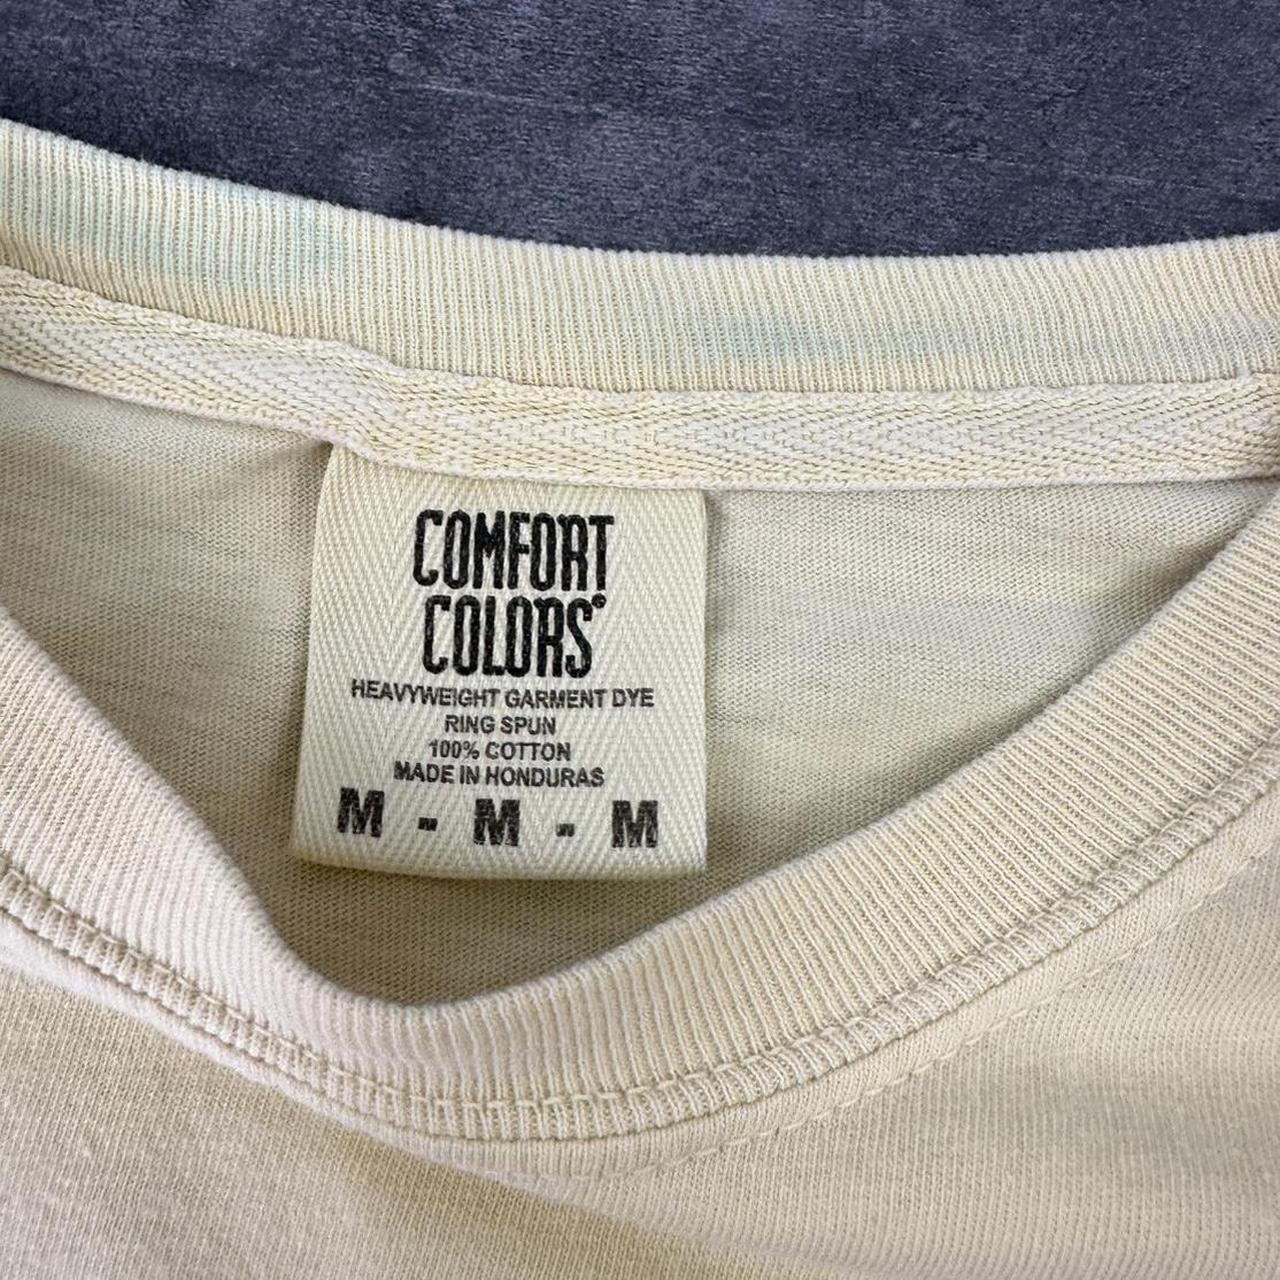 COMFORT
COLORS®
HEAVYWEIGHT GARMENT DYE
RING SPUN
100% COTTON
MADE IN HONDURAS
M - M - M